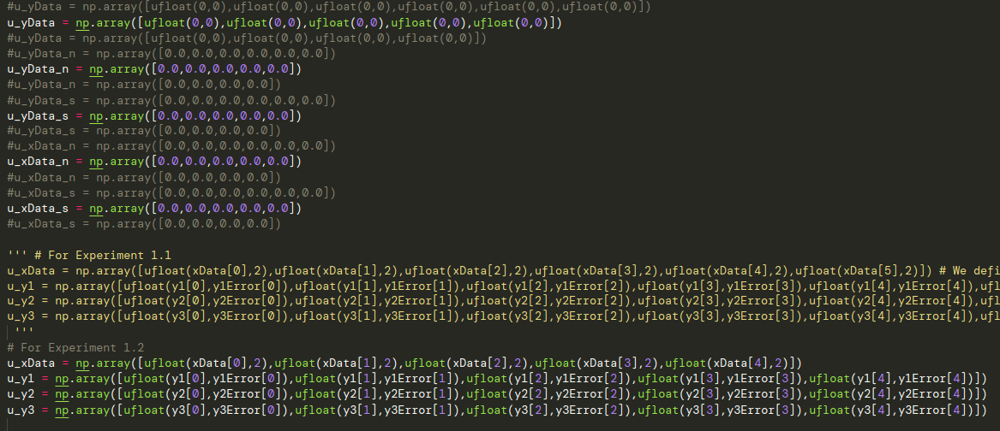 #u_yData = np.array([ufloat(0,0),ufloat(0,0),ufloat(0,0),ufloat(0,0),ufloat(0,0),ufloat(0,0)])
u_yData = np.array([ufloat(0,0),ufloat(0,0),ufloat(0,0),ufloat(0,0),ufloat(0,0)])
#u_yData = np.array([ufloat(0,0),ufloat(0,0),ufloat(0,0),ufloat(0,0)])
#u_yData_n = np.array([0.0,0.0,0.0,0.0,0.0,0.0])
u_yData_n = np.array([0.0,0.0,0.0,0.0,0.0])
#u_yData_n = np.array([0.0,0.0,0.0,0.0])
#u_yData_s = np.array([0.0,0.0,0.0,0.0,0.0,0.0])
u_yData_s = np.array([0.0,0.0,0.0,0.0,0.0])
#u_yData_s = np.array([0.0,0.0,0.0,0.0])
#u_xData_n = np.array([0.0,0.0,0.0,0.0,0.0,0.0])
u_xData_n = np.array([0.0,0.0,0.0,0.0,0.0])
#u_xData_n = np.array([0.0,0.0,0.0,0.0])
#u_xData_s = np.array([0.0,0.0,0.0,0.0,0.0,0.0])
u_xData_s = np.array([0.0,0.0,0.0,0.0,0.0])
#u_xData_s = np.array([0.0,0.0,0.0,0.0])
''' # For Experiment 1.1
u_xData = np.array([ufloat(xData[0],2),ufloat(xData[1],2),ufloat(xData[2],2),ufloat(xData[3],2),ufloat(xData[4],2),ufloat(xData[5],2)]) # We defi
u_y1 = np.array([ufloat(y1[0],y1Error[0]),ufloat(y1[1],y1Error[1]),ufloat(y1[2],y1Error[2]),ufloat(y1[3],y1Error[3]),ufloat(y1[4],y1Error[4]),ufl
u_y2 = np.array([ufloat(y2[0],y2Error[0]),ufloat(y2[1],y2Error[1]),ufloat(y2[2],y2Error[2]),ufloat(y2[3],y2Error[3]),ufloat(y2[4],y2Error[4]),ufl
u_y3 = np.array([ufloat(y3[0],y3Error[0]),ufloat(y3[1],y3Error[1]),ufloat(y3[2],y3Error[2]),ufloat(y3[3],y3Error[3]),ufloat(y3[4],y3Error[4]),ufl
'''
# For Experiment 1.2
u_xData = np.array([ufloat(xData[0],2),ufloat(xData[1],2),ufloat(xData[2],2),ufloat(xData[3],2),ufloat(xData[4],2)])
u_y1 = np.array([ufloat(y1[0],y1Error[0]),ufloat(y1[1],y1Error[1]),ufloat(y1[2],y1Error[2]),ufloat(y1[3],y1Error[3]),ufloat(y1[4],y1Error[4])])
u_y2 = np.array([ufloat(y2[0],y2Error[0]),ufloat(y2[1],y2Error[1]),ufloat(y2[2],y2Error[2]),ufloat(y2[3],y2Error[3]),ufloat(y2[4],y2Error[4])])
u_y3 = np.array([ufloat(y3[0],y3Error[0]),ufloat(y3[1],y3Error[1]),ufloat(y3[2],y3Error[2]),ufloat(y3[3],y3Error[3]),ufloat(y3[4],y3Error[4])])